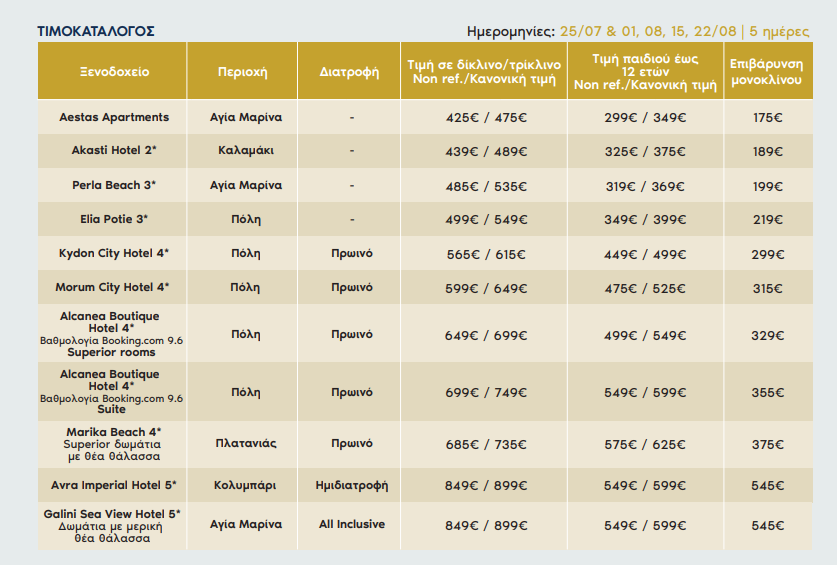 ΤΙΜΟΚΑΤΑΛΟΓΟΣ
Ημερομηνίες: 25/07 & 01, 08, 15, 22/08 | 5 ημέρες
Ξενοδοχείο Περιοχή Διατροφή Τιμή σε δίκλινο/τρίκλινο Non ref./Κανονική τιμή Τιμή παιδιού έως 12 ετών Non ref./Κανονική τιμή Επιβάρυνση μονοκλίνου
Aestas Apartments Αγία Μαρίνα - 425€ / 475€ 299€ / 349€ 175€
Akasti Hotel 2* Καλαμάκι - 439€ / 489€ 325€ / 375€ 189€
Perla Beach 3* Αγία Μαρίνα - 485€ / 535€ 319€ / 369€ 199€
Elia Potie 3* Πόλη - 499€ / 549€ 349€ / 399€ 219€
Kydon City Hotel 4* Πόλη Πρωινό 565€ / 615€ 449€ / 499€ 299€
Morum City Hotel 4* Πόλη Πρωινό 599€ / 649€ 475€ / 525€ 315€
Alcanea Boutique
Hotel 4*
Βαθμολογία Booking.com 9.6
Superior rooms
Πόλη Πρωινό 649€ / 699€ 499€ / 549€ 329€
Alcanea Boutique
Hotel 4*
Βαθμολογία Booking.com 9.6
Suite
Πόλη Πρωινό 699€ / 749€ 549€ / 599€ 355€
Marika Beach 4*
Superior δωμάτια
με θέα θάλασσα
Πλατανιάς Πρωινό 685€ / 735€ 575€ / 625€ 375€
Avra Imperial Hotel 5* Κολυμπάρι Ημιδιατροφή 849€ / 899€ 549€ / 599€ 545€
Galini Sea View Hotel 5*
Δωμάτια με μερική
θέα θάλασσα
Αγία Μαρίνα All Inclusive 849€ / 899€ 549€ / 599€ 545€